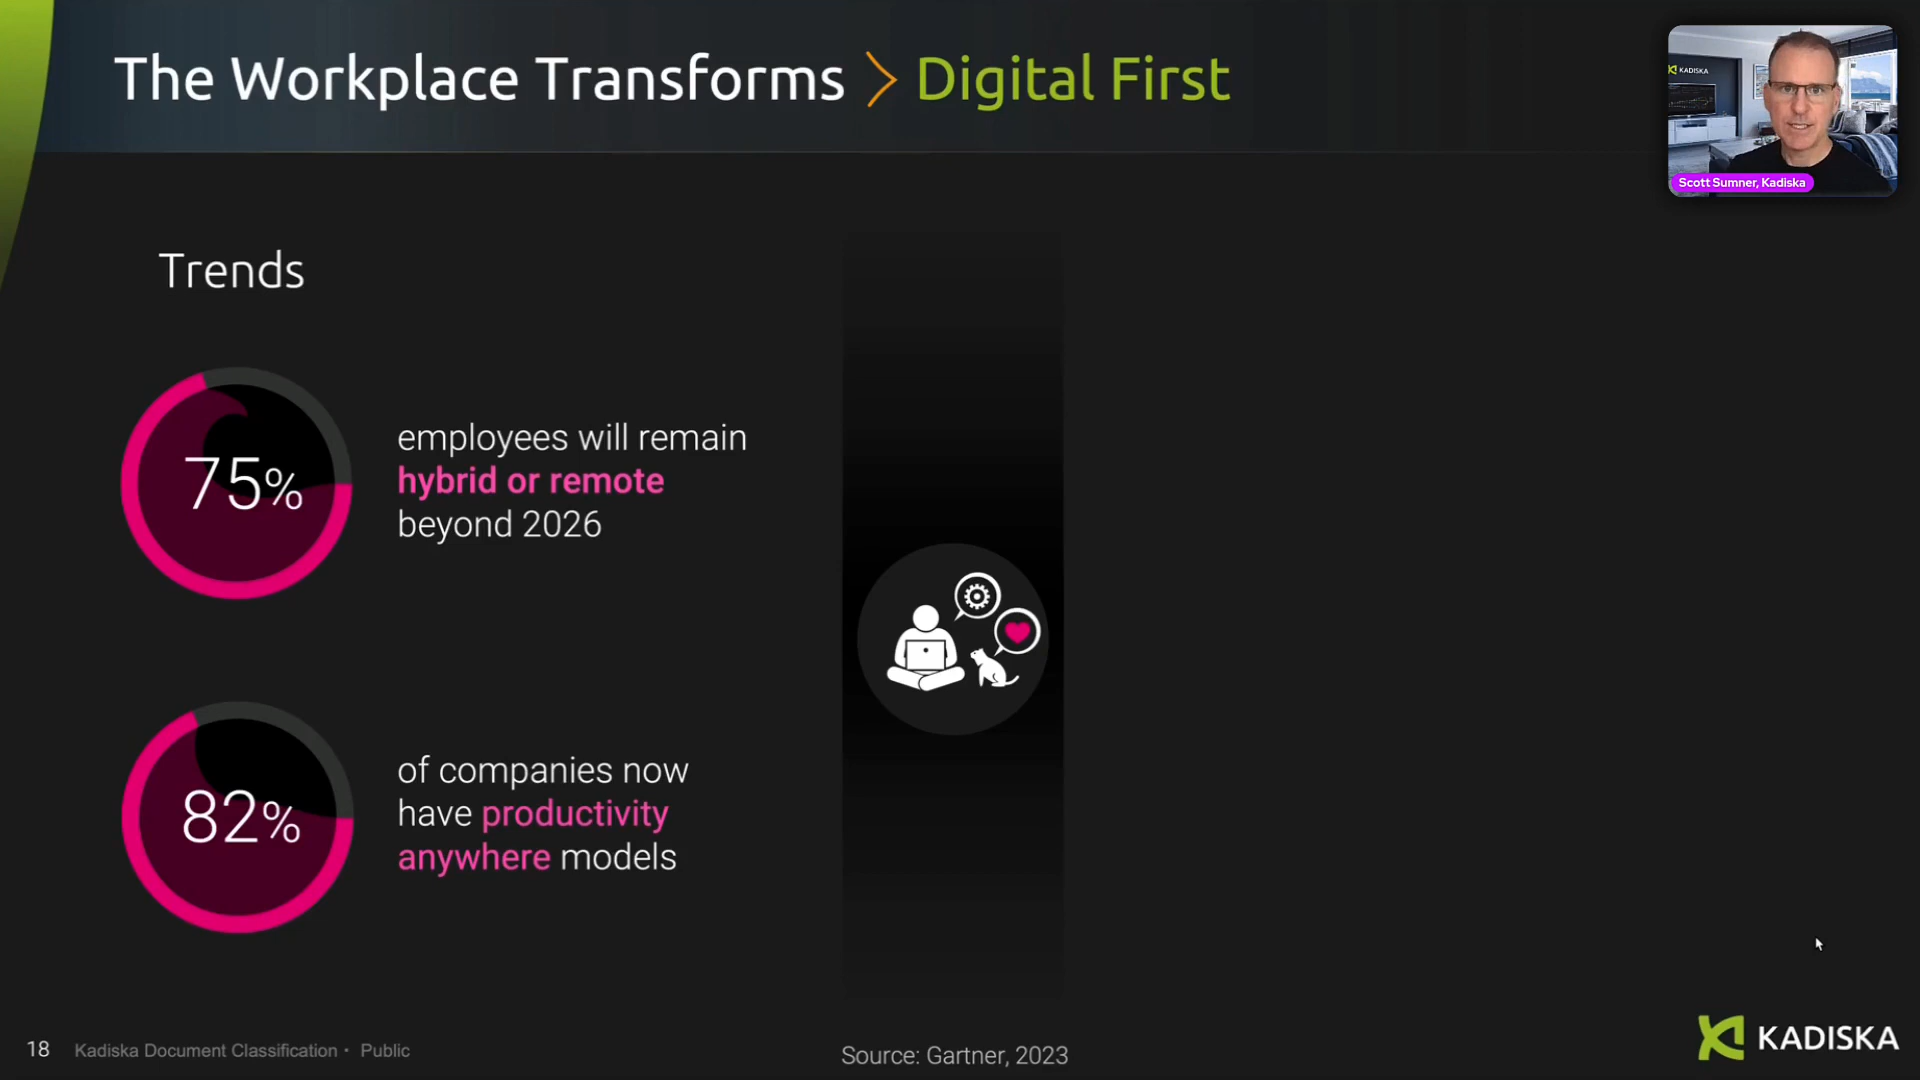 The Workplace Transforms > Digital First
KADISKA
Scott Sumner, Kadiska
Trends
75%
employees will remain
hybrid or remote
beyond 2026
82%
of companies now
have productivity
anywhere models
18 Kadiska Document Classification • Public
Source: Gartner, 2023
KADISKA